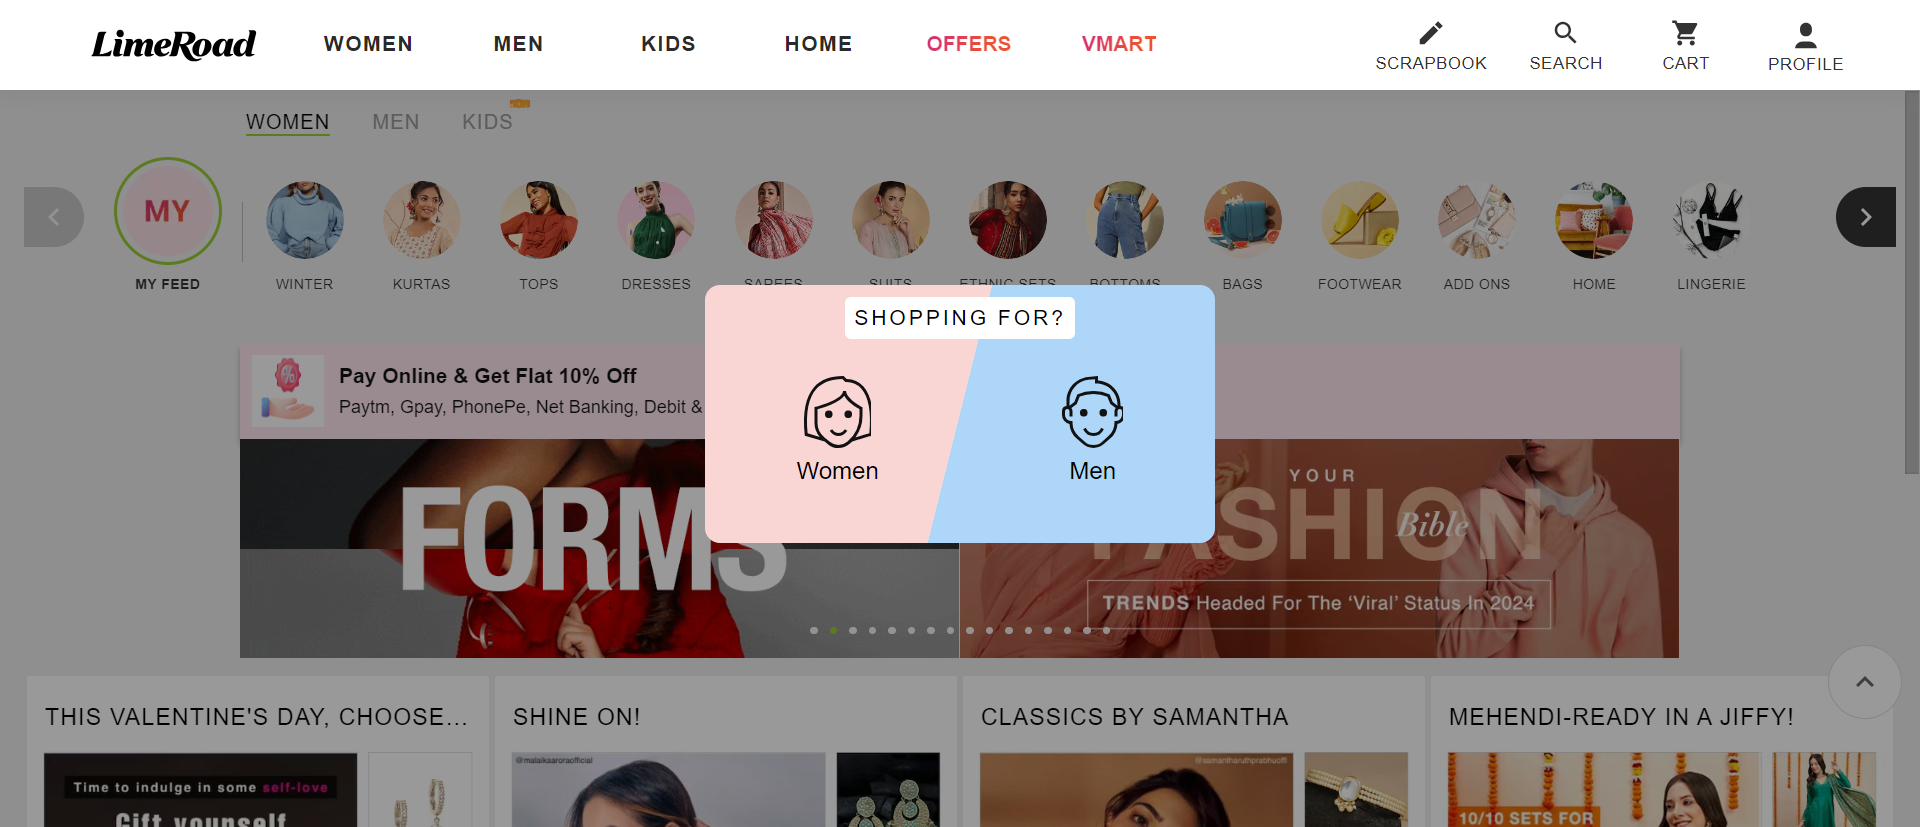 LimeRoad
WOMEN
MEN
KIDS
HOME
OFFERS
VMART
SCRAPBOOK
SEARCH
CART
PROFILE
WOMEN
MEN
KIDS
MY
MY FEED
WINTER
KURTAS
TOPS
DRESSES
SAREES
SUITS
ETHNIC SETS
BOTTOMS
BAGS
FOOTWEAR
ADD ONS
HOME
LINGERIE
SHOPPING FOR?
Women
Men
%
Pay Online & Get Flat 10% Off
Paytm, Gpay, PhonePe, Net Banking, Debit &
FORMS
YOUR
FASHION
Bible
TRENDS Headed For The ‘Viral’ Status In 2024
THIS VALENTINE'S DAY, CHOOSE...
SHINE ON!
CLASSICS BY SAMANTHA
MEHENDI-READY IN A JIFFY!
Time to indulge in some self-love
Gift yourself
@malaikaaroraofficial
@samantharuthprabhuoffl
10/10 SETS FOR